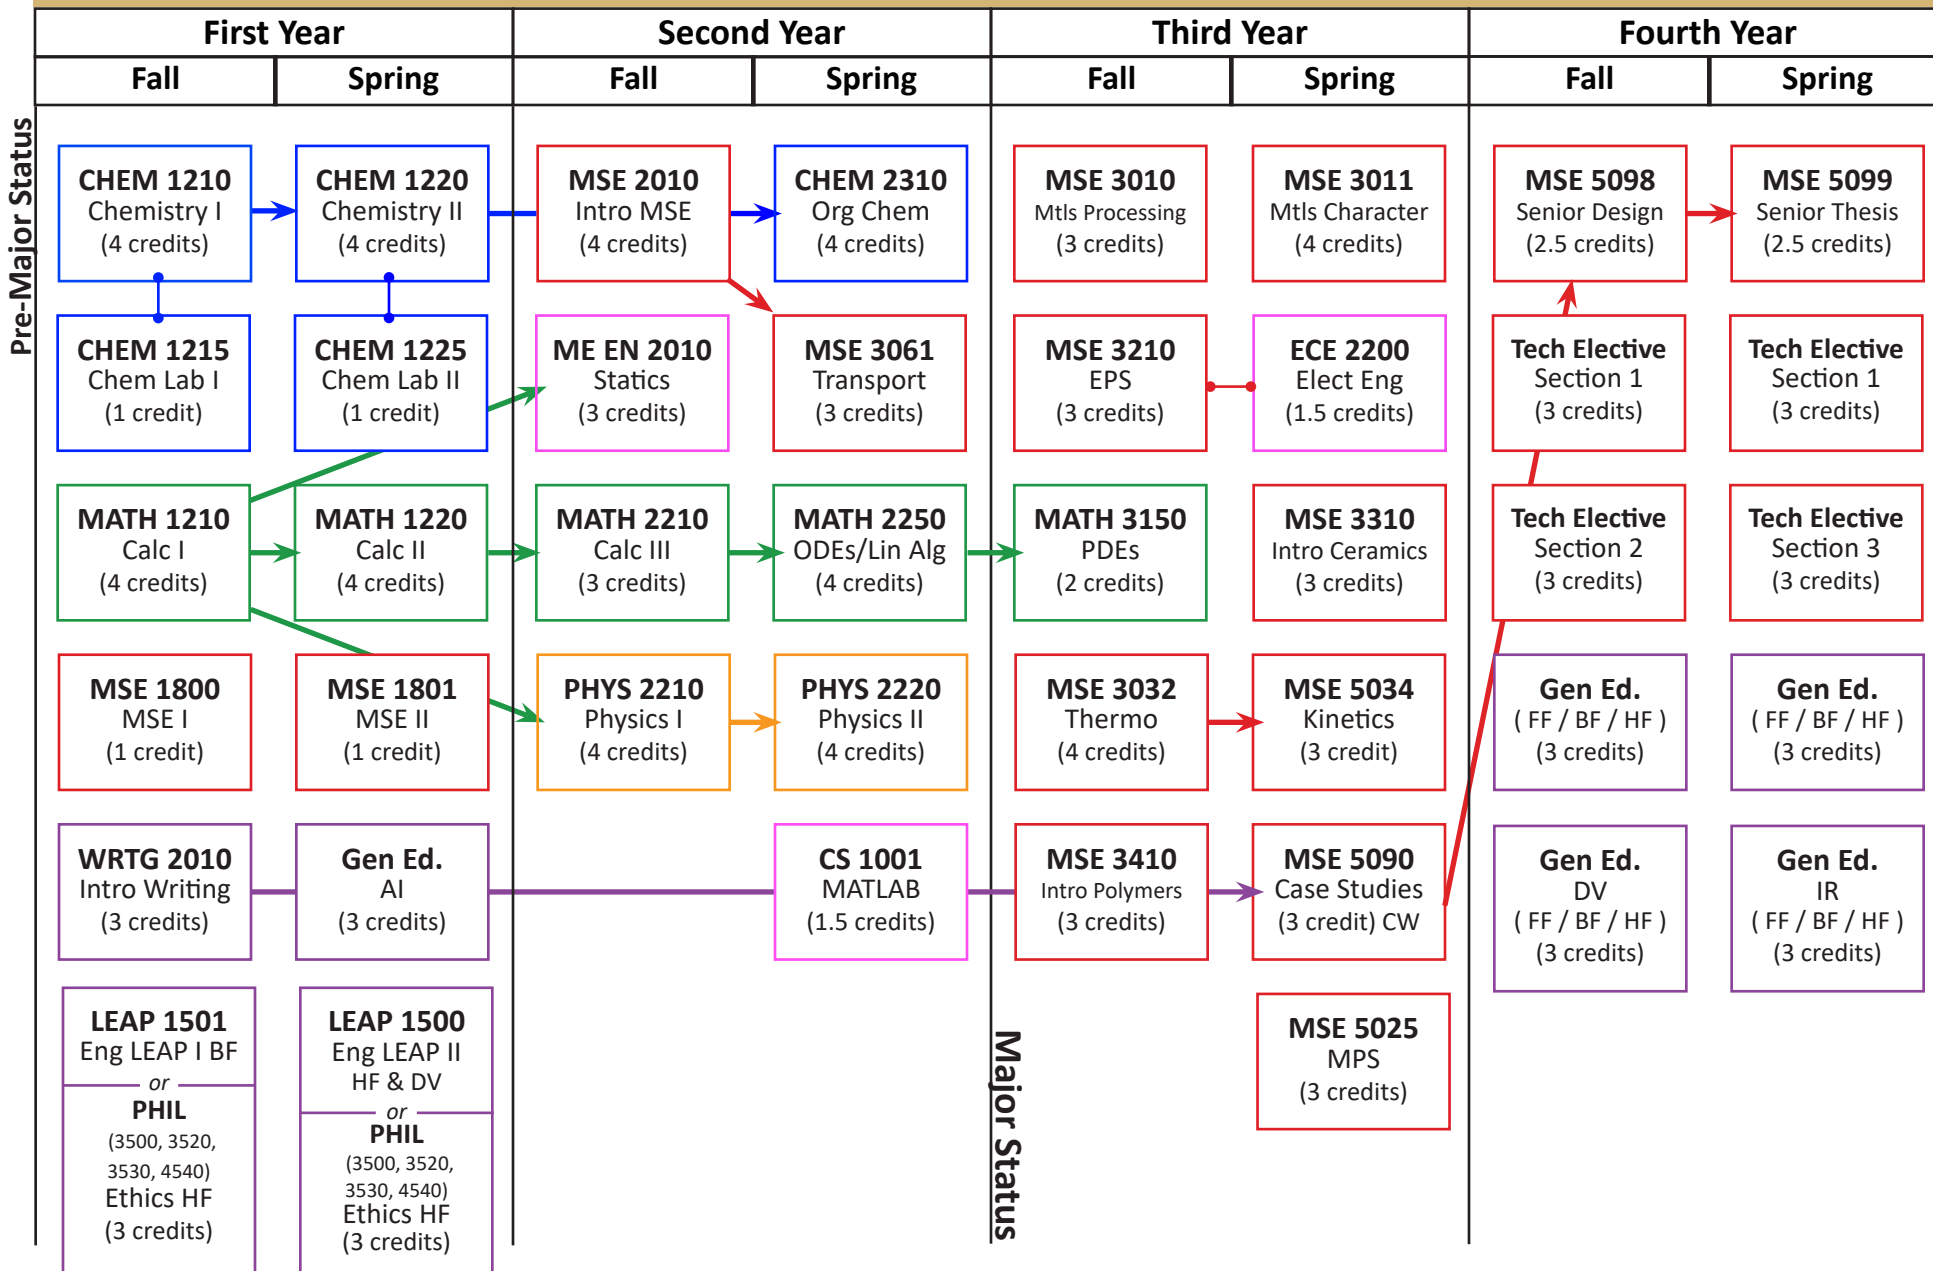 First Year
Second Year
Third Year
Fourth Year
Fall
Spring
Fall
Spring
Fall
Spring
Fall
Spring
Pre-Major Status
CHEM 1210
Chemistry I
(4 credits)
CHEM 1220
Chemistry II
(4 credits)
MSE 2010
Intro MSE
(4 credits)
CHEM 2310
Org Chem
(4 credits)
MSE 3010
Mtls Processing
(3 credits)
MSE 3011
Mtls Character
(4 credits)
MSE 5098
Senior Design
(2.5 credits)
MSE 5099
Senior Thesis
(2.5 credits)
CHEM 1215
Chem Lab I
(1 credit)
CHEM 1225
Chem Lab II
(1 credit)
ME EN 2010
Statics
(3 credits)
MSE 3061
Transport
(3 credits)
MSE 3210
EPS
(3 credits)
ECE 2200
Elect Eng
(1.5 credits)
Tech Elective
Section 1
(3 credits)
Tech Elective
Section 1
(3 credits)
MATH 1210
Calc I
(4 credits)
MATH 1220
Calc II
(4 credits)
MATH 2210
Calc III
(3 credits)
MATH 2250
ODEs/Lin Alg
(4 credits)
MATH 3150
PDEs
(2 credits)
MSE 3310
Intro Ceramics
(3 credits)
Tech Elective
Section 2
(3 credits)
Tech Elective
Section 3
(3 credits)
MSE 1800
MSE I
(1 credit)
MSE 1801
MSE II
(1 credit)
PHYS 2210
Physics I
(4 credits)
PHYS 2220
Physics II
(4 credits)
MSE 3032
Thermo
(4 credits)
MSE 5034
Kinetics
(3 credit)
Gen Ed.
( FF / BF / HF )
(3 credits)
Gen Ed.
( FF / BF / HF )
(3 credits)
WRTG 2010
Intro Writing
(3 credits)
Gen Ed.
AI
(3 credits)
CS 1001
MATLAB
(1.5 credits)
MSE 3410
Intro Polymers
(3 credits)
MSE 5090
Case Studies
(3 credit) CW
Gen Ed.
DV
( FF / BF / HF )
(3 credits)
Gen Ed.
IR
( FF / BF / HF )
(3 credits)
LEAP 1501
Eng LEAP I BF
or
PHIL
(3500, 3520,
3530, 4540)
Ethics HF
(3 credits)
LEAP 1500
Eng LEAP II
HF & DV
or
PHIL
(3500, 3520,
3530, 4540)
Ethics HF
(3 credits)
Major Status
MSE 5025
MPS
(3 credits)